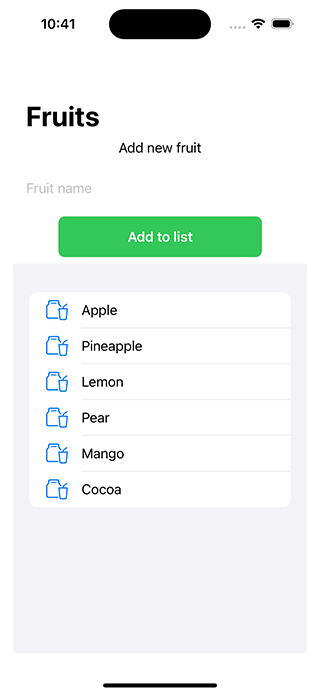 10:41
Fruits
Add new fruit
Fruit name
Add to list
Apple
Pineapple
Lemon
Pear
Mango
Cocoa